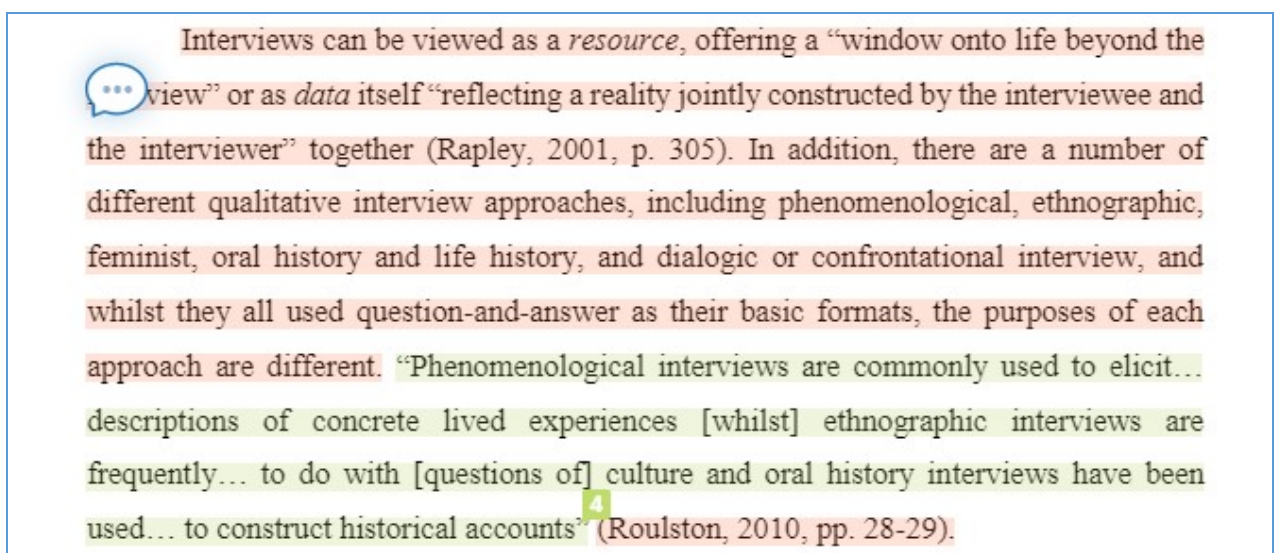 Interviews can be viewed as a resource, offering a “window onto life beyond the
view” or as data itself “reflecting a reality jointly constructed by the interviewee and
the interviewer” together (Rapley, 2001, p. 305). In addition, there are a number of
different qualitative interview approaches, including phenomenological, ethnographic,
feminist, oral history and life history, and dialogic or confrontational interview, and
whilst they all used question-and-answer as their basic formats, the purposes of each
approach are different. “Phenomenological interviews are commonly used to elicit…
descriptions of concrete lived experiences [whilst] ethnographic interviews are
frequently… to do with [questions of] culture and oral history interviews have been
used… to construct historical accounts” (Roulston, 2010, pp. 28-29).
4